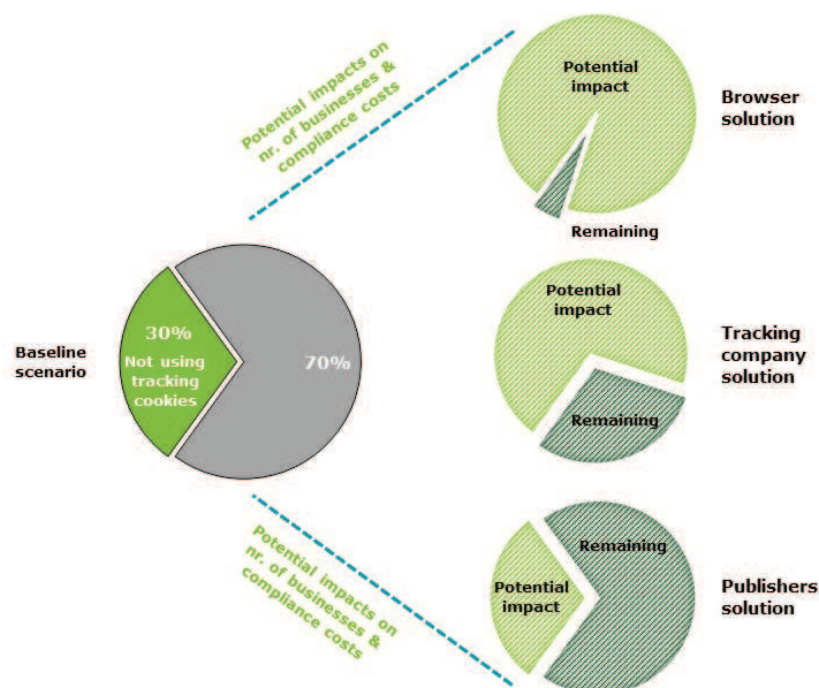 Potential impacts on
nr. of businesses &
compliance costs
Potential
impact
Browser
solution
Remaining
Baseline
scenario
30%
Not using
tracking
cookies
70%
Potential
impact
Tracking
company
solution
Remaining
Potential impacts on
nr. of businesses &
compliance costs
Remaining
Potential
impact
Publishers
solution